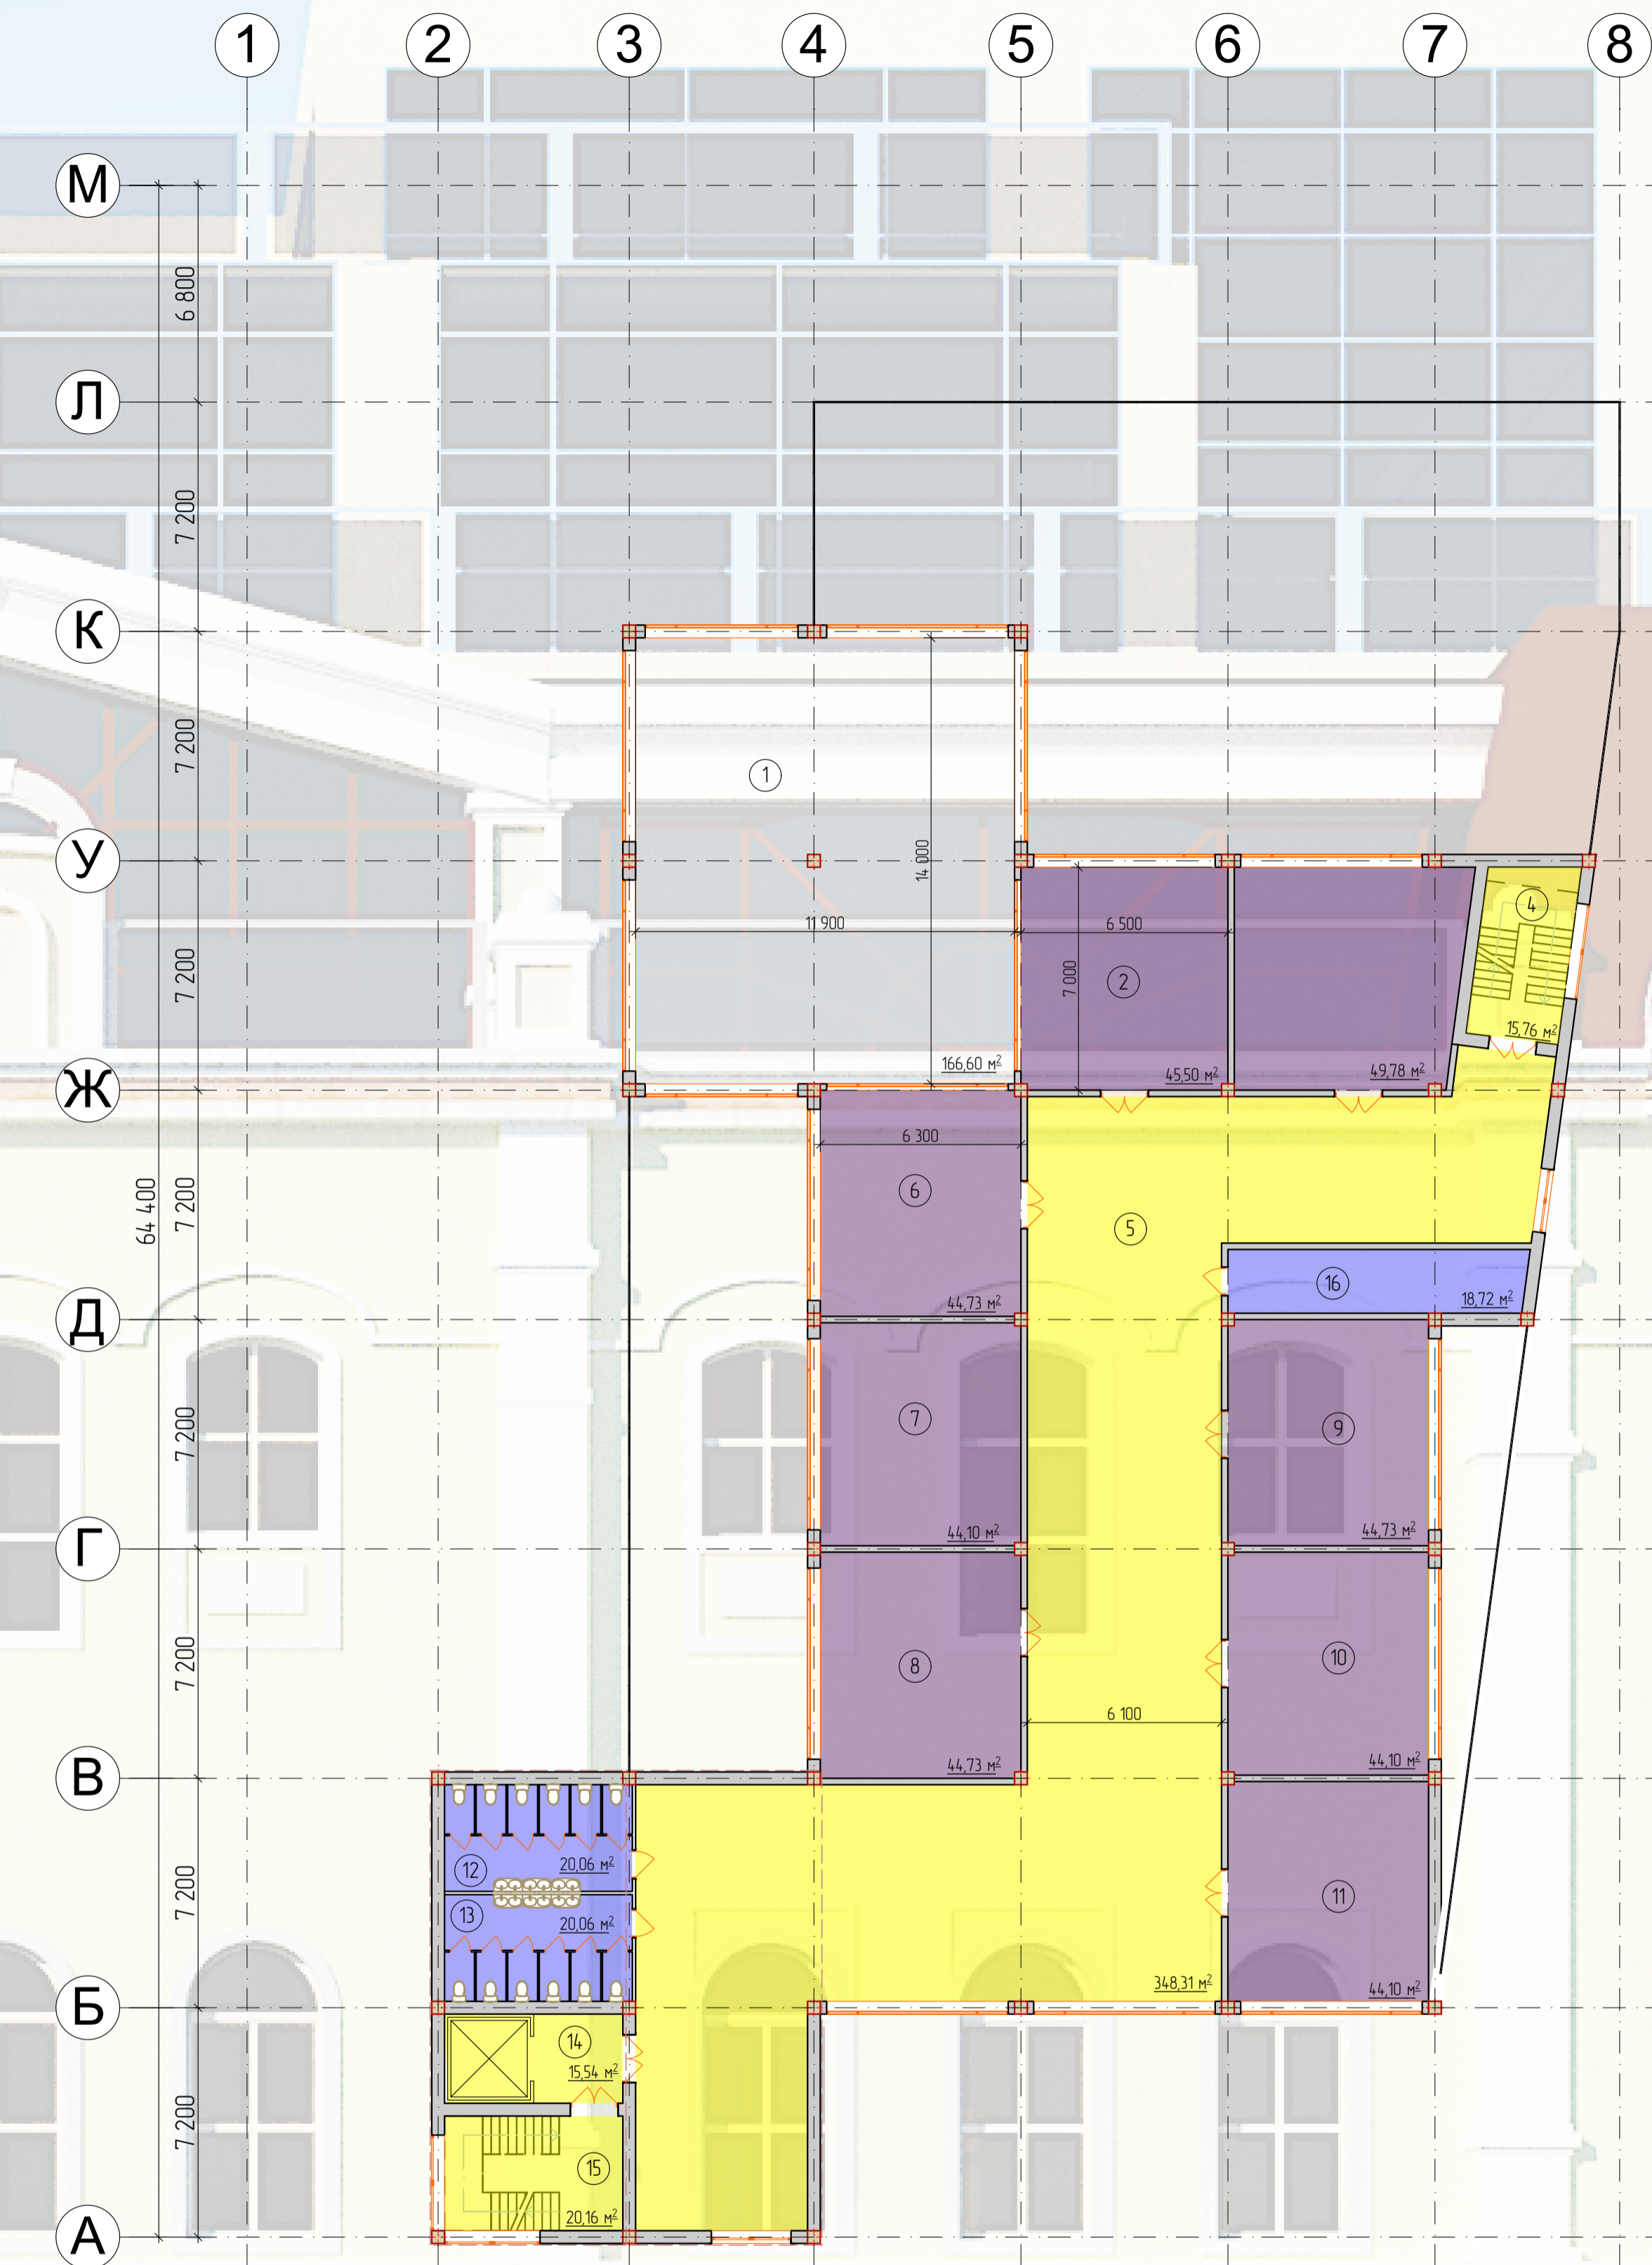 1 2 3 4 5 6 7 8
М
6 800
Л
7 200
К
7 200
1
У
14 000
4
11 900
6 500
7 200
7 000
2
15,76 м²
166,60 м²
45,50 м²
49,78 м²
Ж
6 300
6
64 400
7 200
5
16
44,73 м²
18,72 м²
Д
7
9
7 200
44,10 м²
44,73 м²
Г
7 200
8
10
6 100
44,73 м²
44,10 м²
В
12
20,06 м²
7 200
11
13
20,06 м²
348,31 м²
44,10 м²
Б
14
15,54 м²
7 200
15
20,16 м²
А